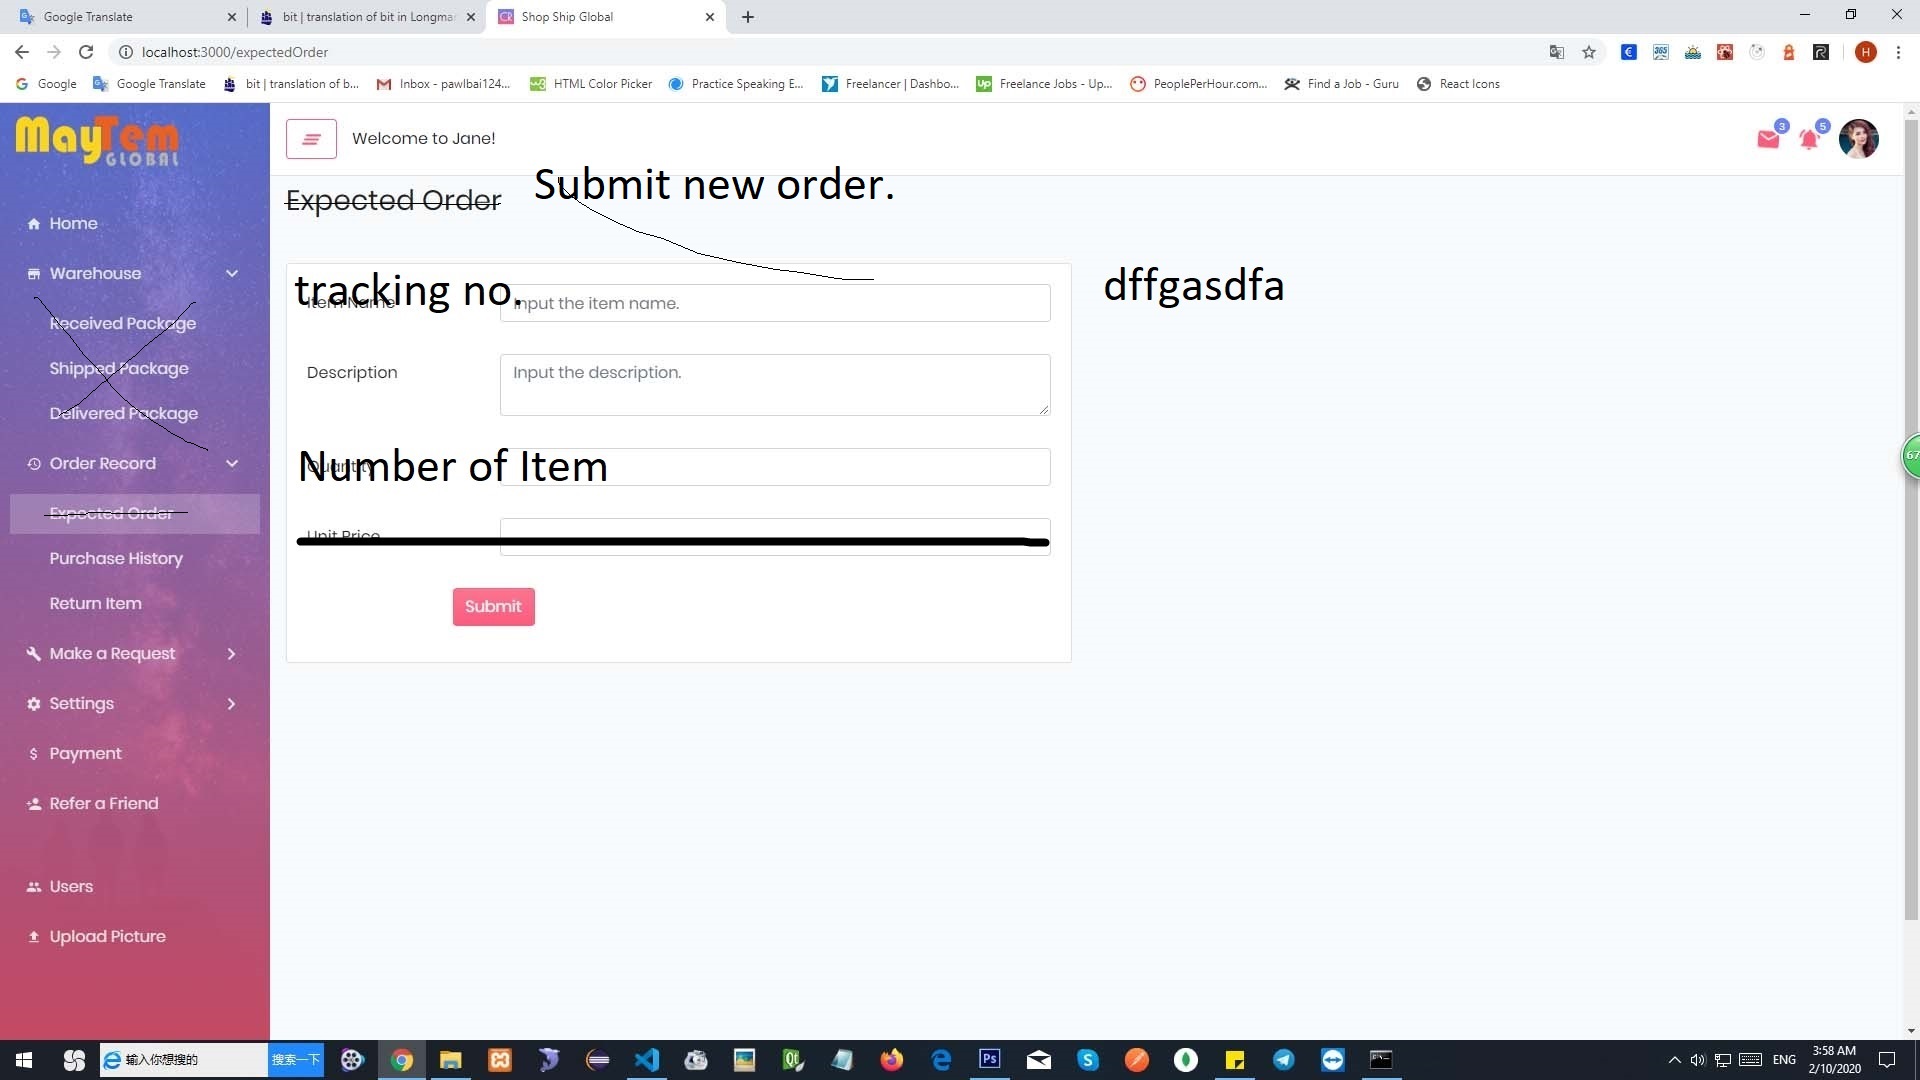 Google Translate
bit | translation of bit in Longman
Shop Ship Global
localhost:3000/expectedOrder
Google
Google Translate
bit | translation of b...
Inbox - pawlbai124...
HTML Color Picker
Practice Speaking E...
Freelancer | Dashbo...
Freelance Jobs - Up...
PeoplePerHour.com...
Find a Job - Guru
React Icons
MayTem
GLOBAL
Welcome to Jane!
3
5
Expected Order
Submit new order.
Home
Warehouse
Received Package
Shipped Package
Delivered Package
Order Record
Expected Order
Purchase History
Return Item
Make a Request
Settings
Payment
Refer a Friend
Users
Upload Picture
tracking no.
Item Name
Input the item name.
dffgasdfa
Description
Input the description.
Number of Item
Quantity
Unit Price
Submit
67
输入你想搜的
搜索一下
Ps
ENG
3:58 AM
2/10/2020